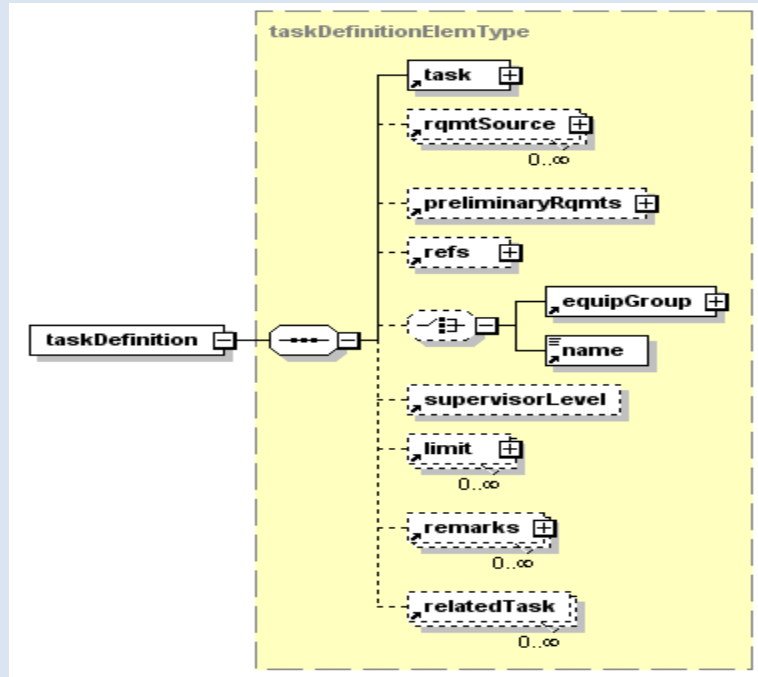 taskDefinitionElemType
task
rqmtSource
0..∞
preliminaryRqmts
refs
equipGroup
taskDefinition
name
supervisorLevel
limit
0..∞
remarks
0..∞
relatedTask
0..∞